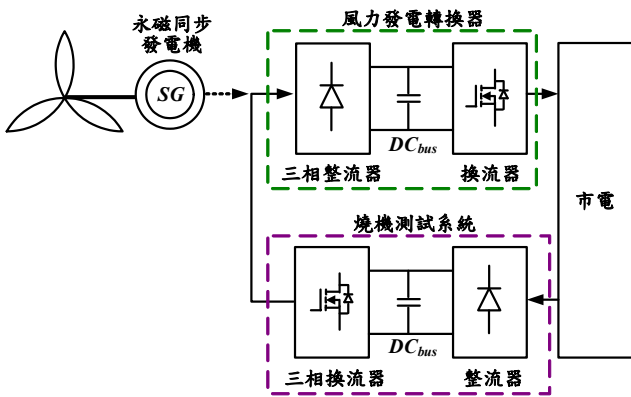 永磁同步
發電機
SG
風力發電轉換器
DCbus
三相整流器
換流器
市電
燒機測試系統
DCbus
三相換流器
整流器